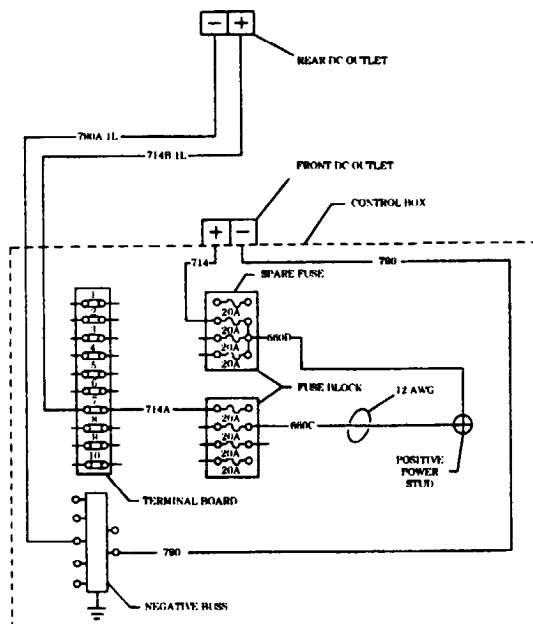 − +
REAR DC OUTLET
790A 1L
714B 1L
FRONT DC OUTLET
CONTROL BOX
+ −
714
790
SPARE FUSE
1
2
3
4
5
6
7
8
9
10
20A
20A
20A
20A
660D
FUSE BLOCK
12 AWG
714A
660C
20A
20A
20A
20A
POSITIVE
POWER
STUD
TERMINAL BOARD
790
NEGATIVE BUSS